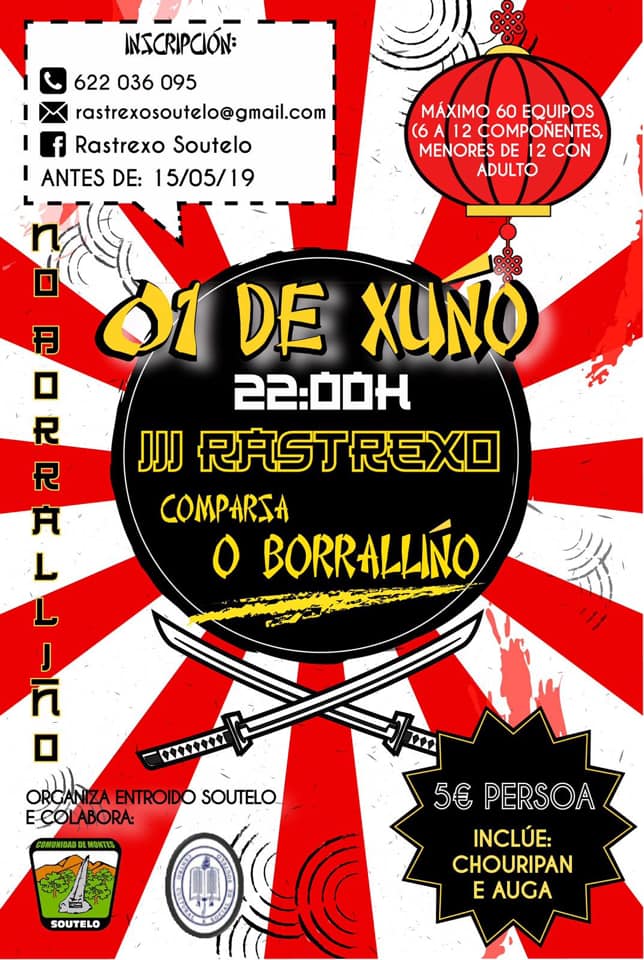 INSCRIPCIÓN:
622 036 095
rastrexosoutelo@gmail.com
Rastrexo Soutelo
ANTES DE: 15/05/19
MÁXIMO 60 EQUIPOS
(6 A 12 COMPOÑENTES,
MENORES DE 12 CON
ADULTO
NO BORRALLIÑO
01 DE XUÑO
22:00H
III RASTREXO
COMPARSA
O BORRALLIÑO
5€ PERSOA
INCLÚE:
CHOURIPAN
E AUGA
ORGANIZA ENTROIDO SOUTELO
E COLABORA:
COMUNIDAD DE MONTES
SOUTELO